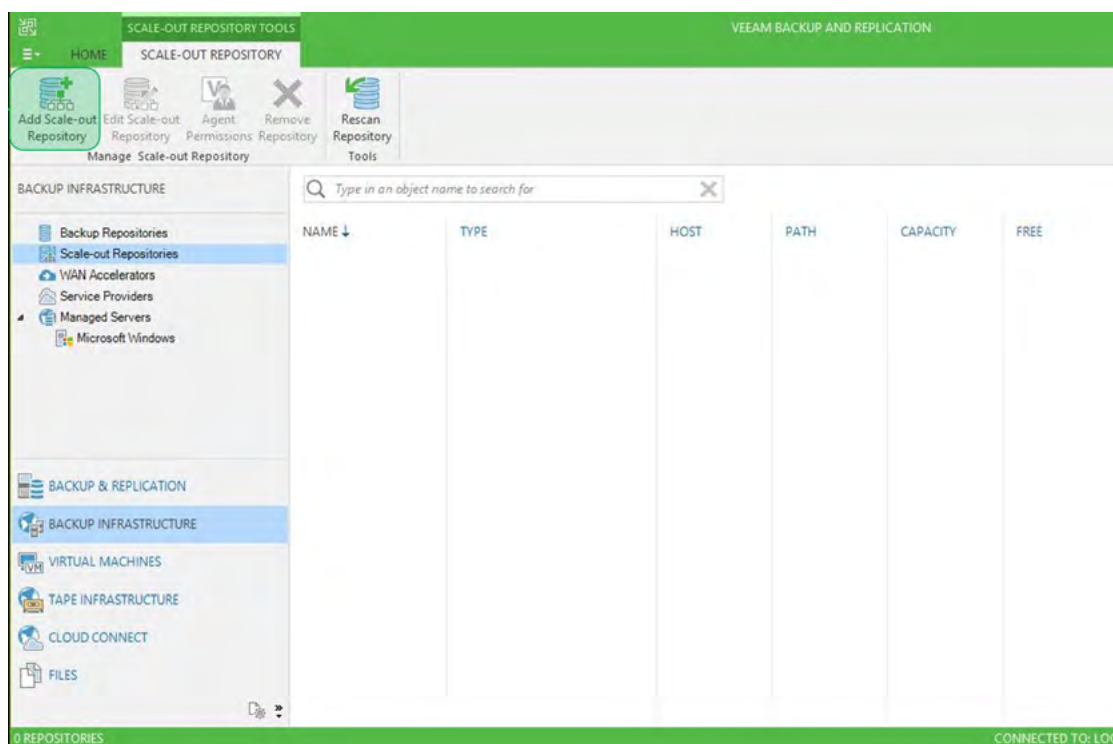 SCALE-OUT REPOSITORY TOOLS
VEEAM BACKUP AND REPLICATION
HOME
SCALE-OUT REPOSITORY
Add Scale-out Repository
Edit Scale-out Repository
Agent Permissions
Remove Repository
Rescan Repository
Manage Scale-out Repository
Tools
BACKUP INFRASTRUCTURE
Type in an object name to search for
Backup Repositories
Scale-out Repositories
WAN Accelerators
Service Providers
Managed Servers
Microsoft Windows
NAME
TYPE
HOST
PATH
CAPACITY
FREE
BACKUP & REPLICATION
BACKUP INFRASTRUCTURE
VIRTUAL MACHINES
TAPE INFRASTRUCTURE
CLOUD CONNECT
FILES
0 REPOSITORIES
CONNECTED TO: LOC